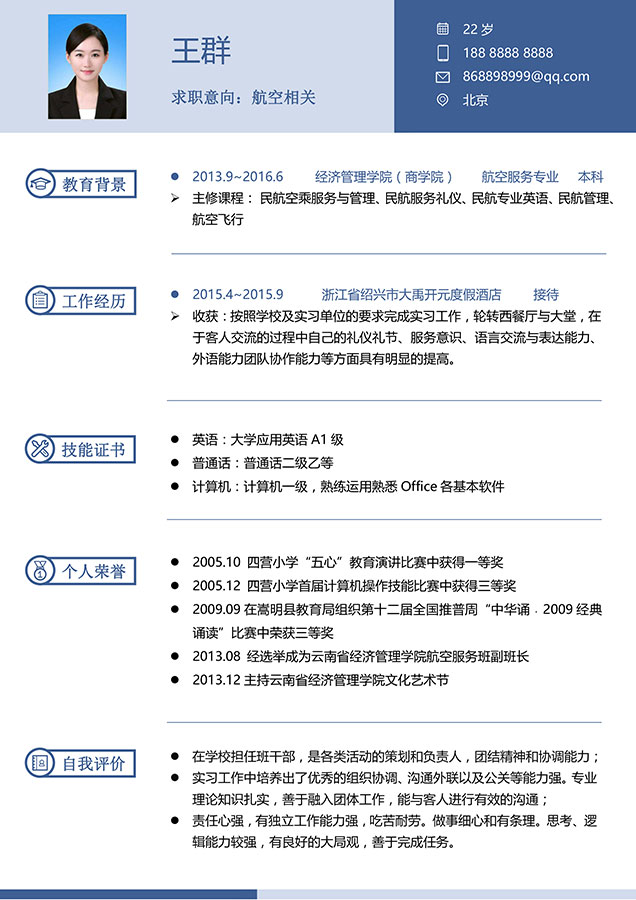 王群
求职意向：航空相关
22 岁
188 8888 8888
868898999@qq.com
北京
教育背景
2013.9~2016.6 经济管理学院（商学院） 航空服务专业 本科
主修课程： 民航空乘服务与管理、民航服务礼仪、民航专业英语、民航管理、
航空飞行
工作经历
2015.4~2015.9 浙江省绍兴市大禹开元度假酒店 接待
收获：按照学校及实习单位的要求完成实习工作，轮转西餐厅与大堂，在
于客人交流的过程中自己的礼仪礼节、服务意识、语言交流与表达能力、
外语能力团队协作能力等方面具有明显的提高。
技能证书
英语：大学应用英语 A1 级
普通话：普通话二级乙等
计算机：计算机一级，熟练运用熟悉 Office 各基本软件
个人荣誉
2005.10 四营小学“五心”教育演讲比赛中获得一等奖
2005.12 四营小学首届计算机操作技能比赛中获得三等奖
2009.09 在嵩明县教育局组织第十二届全国推普周“中华诵﹒2009 经典
诵读”比赛中荣获三等奖
2013.08 经选举成为云南省经济管理学院航空服务班副班长
2013.12 主持云南省经济管理学院文化艺术节
自我评价
在学校担任班干部，是各类活动的策划和负责人，团结精神和协调能力；
实习工作中培养出了优秀的组织协调、沟通外联以及公关等能力强。专业
理论知识扎实，善于融入团体工作，能与客人进行有效的沟通；
责任心强，有独立工作能力强，吃苦耐劳。做事细心和有条理。思考、逻
辑能力较强，有良好的大局观，善于完成任务。